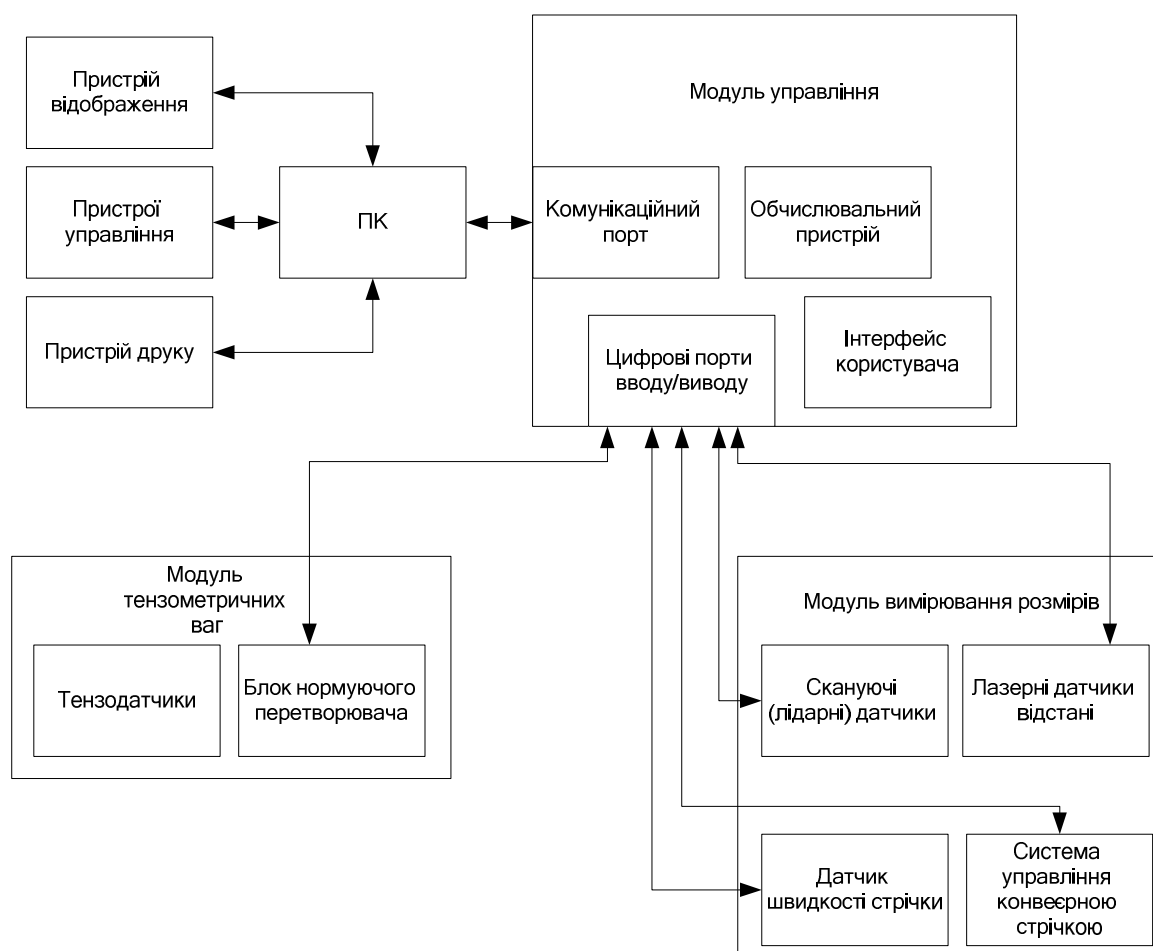 Пристрій
відображення
Пристрої
управління
Пристрій друку
ПК
Модуль управління
Комунікаційний
порт
Обчислювальний
пристрій
Цифрові порти
вводу/виводу
Інтерфейс
користувача
Модуль
тензометричних
ваг
Тензодатчики
Блок нормуючого
перетворювача
Модуль вимірювання розмірів
Скануючі
(лідарні) датчики
Лазерні датчики
відстані
Датчик
швидкості стрічки
Система
управління
конвеєрною
стрічкою